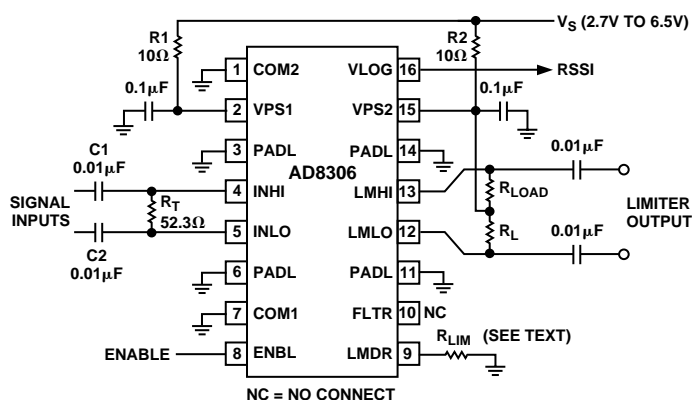 V_S (2.7V TO 6.5V)
R1
10Ω
R2
10Ω
1 COM2
VLOG 16
RSSI
0.1μF
0.1μF
2 VPS1
VPS2 15
3 PADL
PADL 14
AD8306
C1
0.01μF
0.01μF
4 INHI
LMHI 13
SIGNAL
INPUTS
R_T
52.3Ω
R_LOAD
R_L
LIMITER
OUTPUT
5 INLO
LMLO 12
C2
0.01μF
0.01μF
6 PADL
PADL 11
7 COM1
FLTR 10 NC
R_LIM (SEE TEXT)
ENABLE
8 ENBL
LMDR 9
NC = NO CONNECT